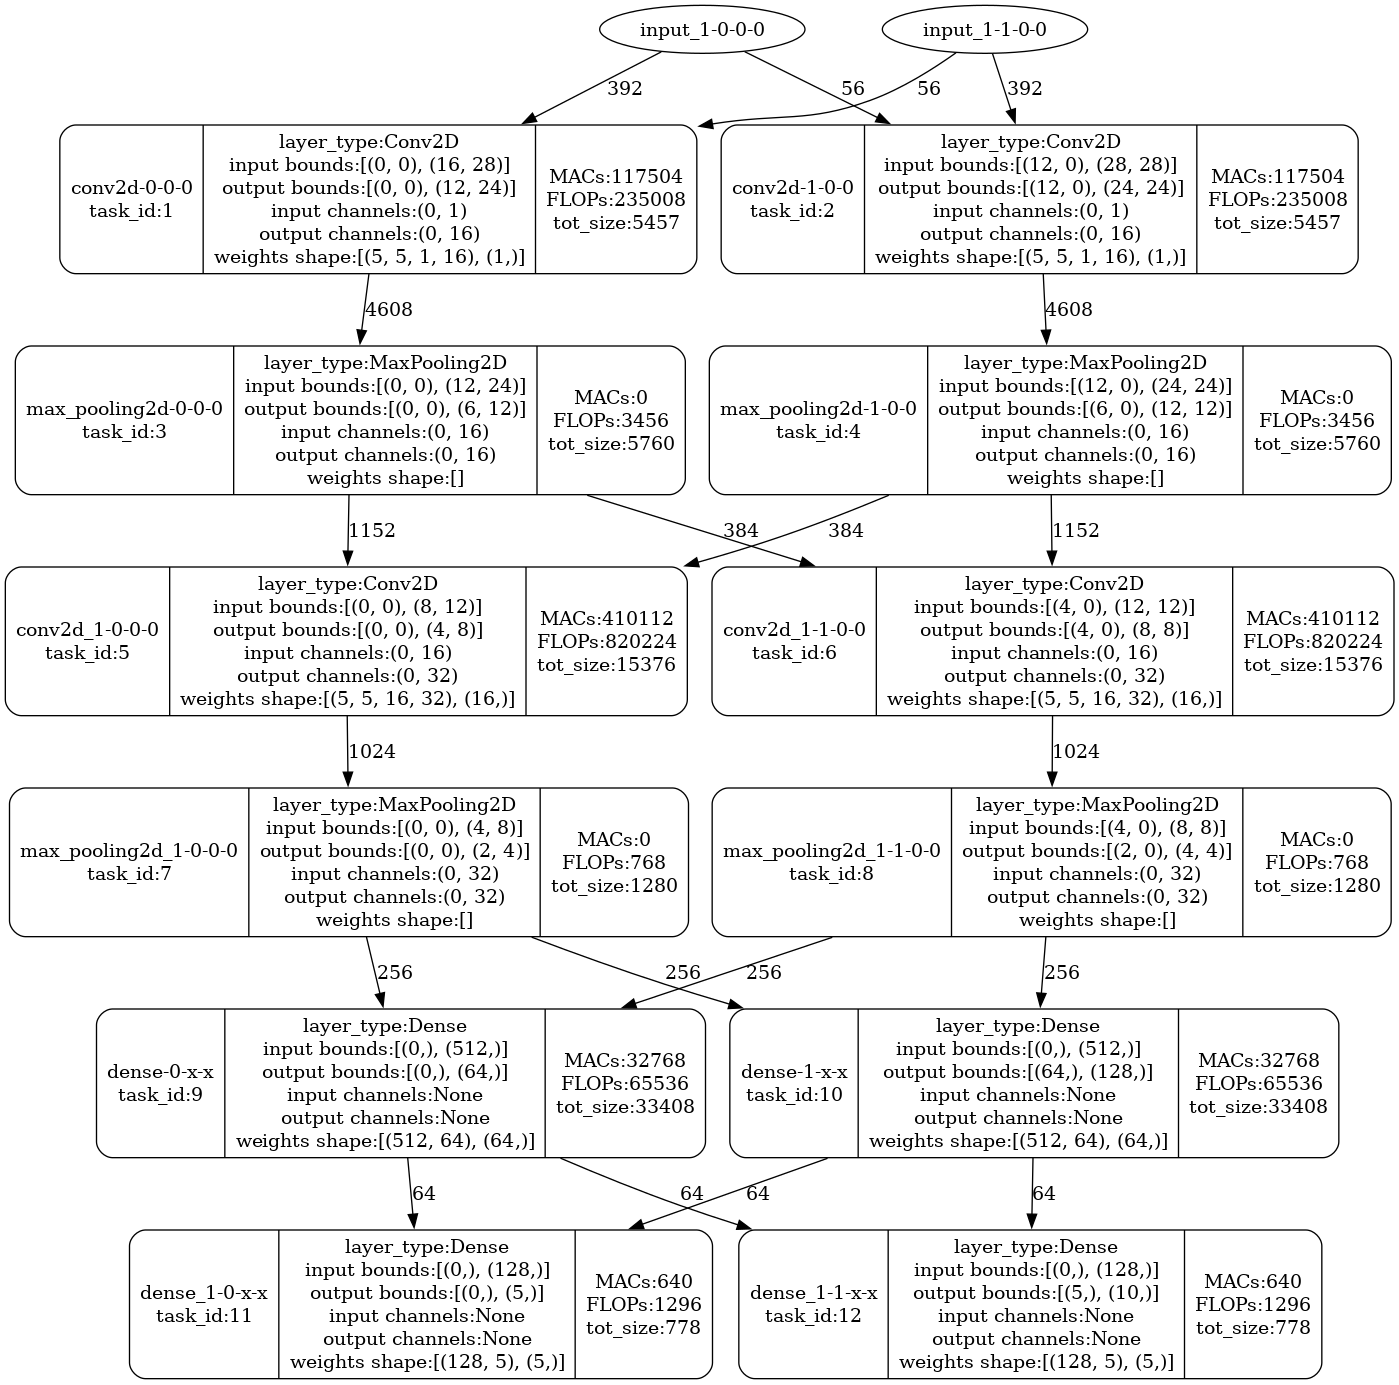 input_1-0-0-0
input_1-1-0-0
392
56
56
392
conv2d-0-0-0
task_id:1
layer_type:Conv2D
input bounds:[(0, 0), (16, 28)]
output bounds:[(0, 0), (12, 24)]
input channels:(0, 1)
output channels:(0, 16)
weights shape:[(5, 5, 1, 16), (1,)]
MACs:117504
FLOPs:235008
tot_size:5457
conv2d-1-0-0
task_id:2
layer_type:Conv2D
input bounds:[(12, 0), (28, 28)]
output bounds:[(12, 0), (24, 24)]
input channels:(0, 1)
output channels:(0, 16)
weights shape:[(5, 5, 1, 16), (1,)]
MACs:117504
FLOPs:235008
tot_size:5457
4608
4608
max_pooling2d-0-0-0
task_id:3
layer_type:MaxPooling2D
input bounds:[(0, 0), (12, 24)]
output bounds:[(0, 0), (6, 12)]
input channels:(0, 16)
output channels:(0, 16)
weights shape:[]
MACs:0
FLOPs:3456
tot_size:5760
max_pooling2d-1-0-0
task_id:4
layer_type:MaxPooling2D
input bounds:[(12, 0), (24, 24)]
output bounds:[(6, 0), (12, 12)]
input channels:(0, 16)
output channels:(0, 16)
weights shape:[]
MACs:0
FLOPs:3456
tot_size:5760
1152
384
384
1152
conv2d_1-0-0-0
task_id:5
layer_type:Conv2D
input bounds:[(0, 0), (8, 12)]
output bounds:[(0, 0), (4, 8)]
input channels:(0, 16)
output channels:(0, 32)
weights shape:[(5, 5, 16, 32), (16,)]
MACs:410112
FLOPs:820224
tot_size:15376
conv2d_1-1-0-0
task_id:6
layer_type:Conv2D
input bounds:[(4, 0), (12, 12)]
output bounds:[(4, 0), (8, 8)]
input channels:(0, 16)
output channels:(0, 32)
weights shape:[(5, 5, 16, 32), (16,)]
MACs:410112
FLOPs:820224
tot_size:15376
1024
1024
max_pooling2d_1-0-0-0
task_id:7
layer_type:MaxPooling2D
input bounds:[(0, 0), (4, 8)]
output bounds:[(0, 0), (2, 4)]
input channels:(0, 32)
output channels:(0, 32)
weights shape:[]
MACs:0
FLOPs:768
tot_size:1280
max_pooling2d_1-1-0-0
task_id:8
layer_type:MaxPooling2D
input bounds:[(4, 0), (8, 8)]
output bounds:[(2, 0), (4, 4)]
input channels:(0, 32)
output channels:(0, 32)
weights shape:[]
MACs:0
FLOPs:768
tot_size:1280
256
256
256
256
dense-0-x-x
task_id:9
layer_type:Dense
input bounds:[(0,), (512,)]
output bounds:[(0,), (64,)]
input channels:None
output channels:None
weights shape:[(512, 64), (64,)]
MACs:32768
FLOPs:65536
tot_size:33408
dense-1-x-x
task_id:10
layer_type:Dense
input bounds:[(0,), (512,)]
output bounds:[(64,), (128,)]
input channels:None
output channels:None
weights shape:[(512, 64), (64,)]
MACs:32768
FLOPs:65536
tot_size:33408
64
64
64
64
dense_1-0-x-x
task_id:11
layer_type:Dense
input bounds:[(0,), (128,)]
output bounds:[(0,), (5,)]
input channels:None
output channels:None
weights shape:[(128, 5), (5,)]
MACs:640
FLOPs:1296
tot_size:778
dense_1-1-x-x
task_id:12
layer_type:Dense
input bounds:[(0,), (128,)]
output bounds:[(5,), (10,)]
input channels:None
output channels:None
weights shape:[(128, 5), (5,)]
MACs:640
FLOPs:1296
tot_size:778